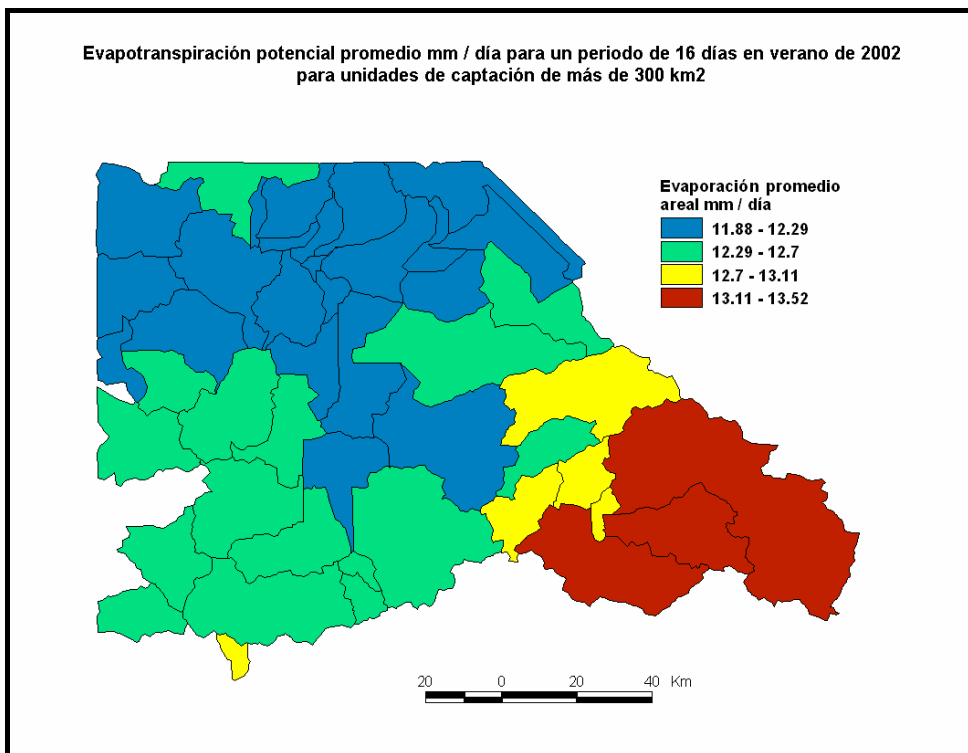 Evapotranspiración potencial promedio mm / día para un periodo de 16 días en verano de 2002
para unidades de captación de más de 300 km2
Evaporación promedio
areal mm / día
11.88 - 12.29
12.29 - 12.7
12.7 - 13.11
13.11 - 13.52
20 0 20 40 Km